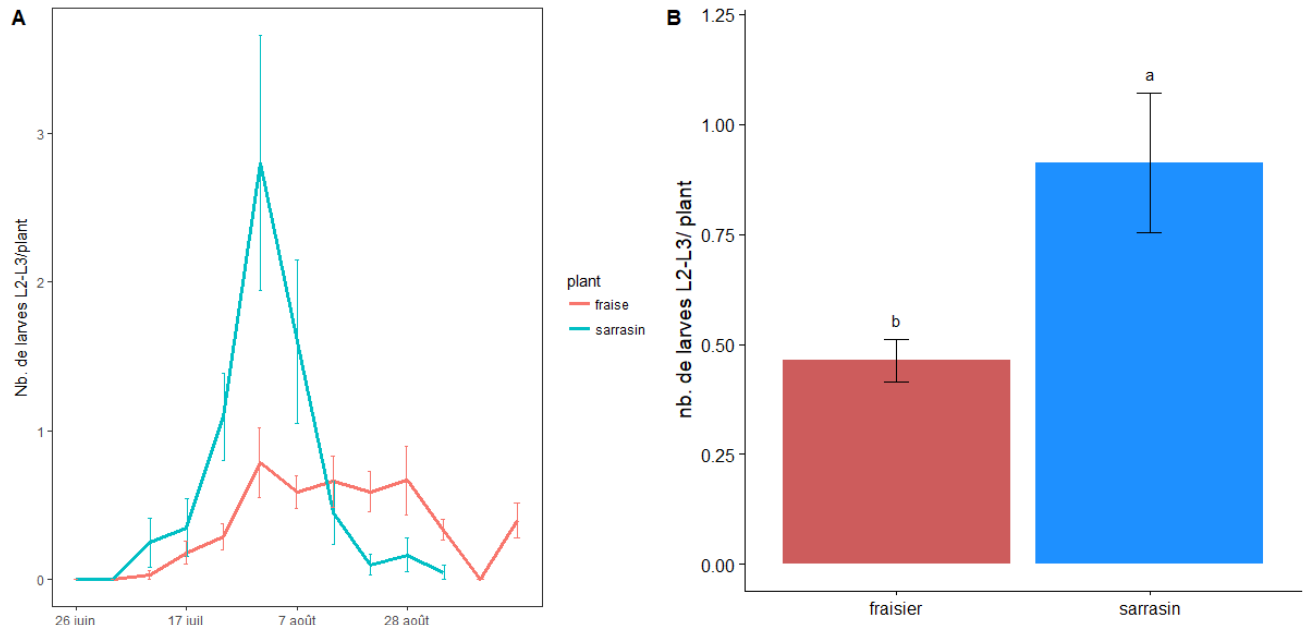 A
Nb. de larves L2-L3/plant
3
2
1
0
26 juin
17 juil
7 août
28 août
plant
fraise
sarrasin
B
nb. de larves L2-L3/ plant
1.25
1.00
0.75
0.50
0.25
0.00
b
a
fraisier
sarrasin